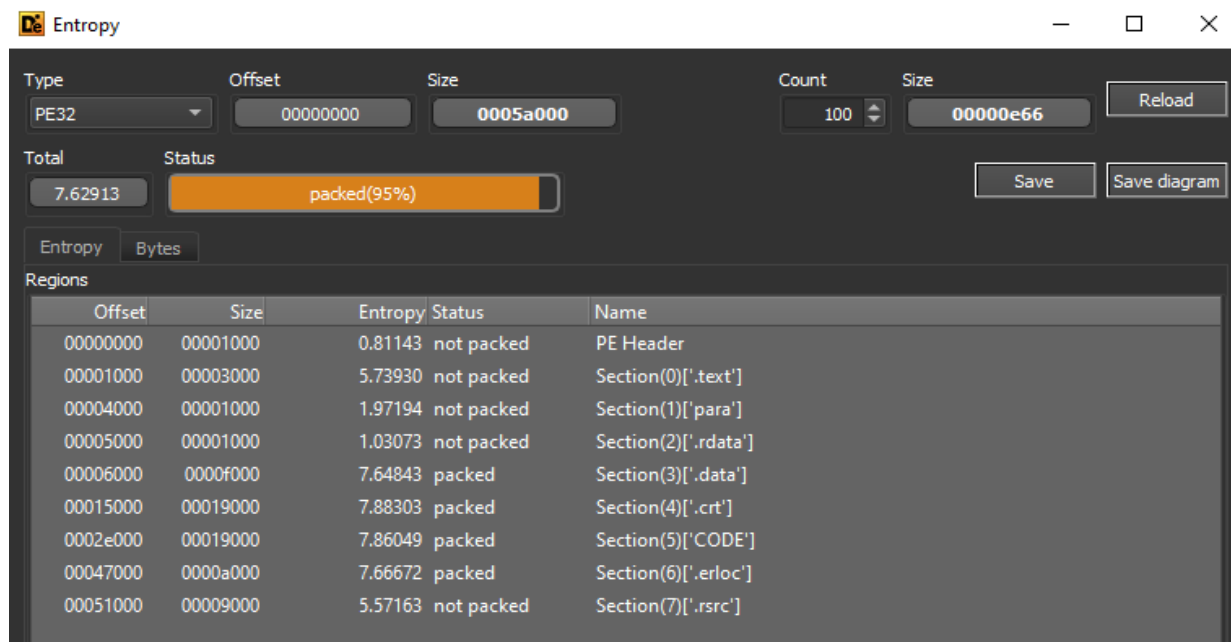 Entropy
Type Offset Size Count Size
PE32 00000000 0005a000 100 00000e66 Reload
Total Status
7.62913 packed(95%) Save Save diagram
Entropy Bytes
Regions
Offset Size Entropy Status Name
00000000 00001000 0.81143 not packed PE Header
00001000 00003000 5.73930 not packed Section(0)['.text']
00004000 00001000 1.97194 not packed Section(1)['para']
00005000 00001000 1.03073 not packed Section(2)['.rdata']
00006000 0000f000 7.64843 packed Section(3)['.data']
00015000 00019000 7.88303 packed Section(4)['.crt']
0002e000 00019000 7.86049 packed Section(5)['CODE']
00047000 0000a000 7.66672 packed Section(6)['.erloc']
00051000 00009000 5.57163 not packed Section(7)['.rsrc']